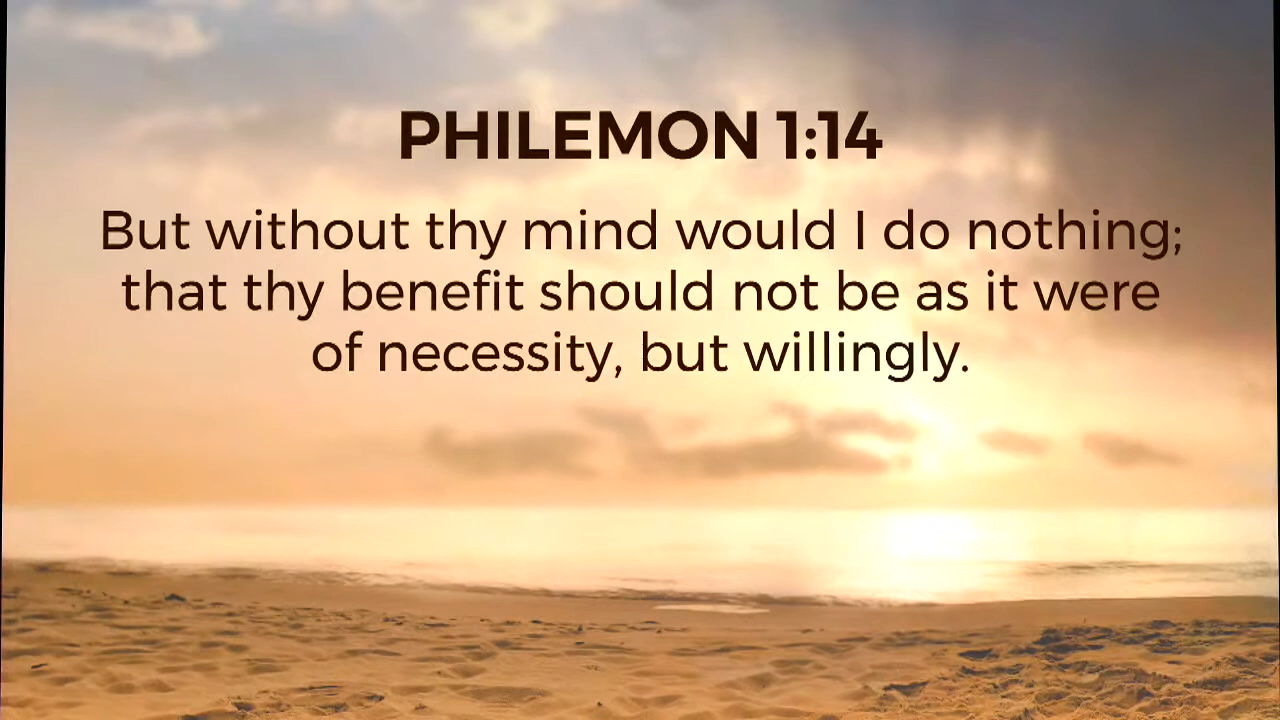 PHILEMON 1:14
But without thy mind would I do nothing;
that thy benefit should not be as it were
of necessity, but willingly.